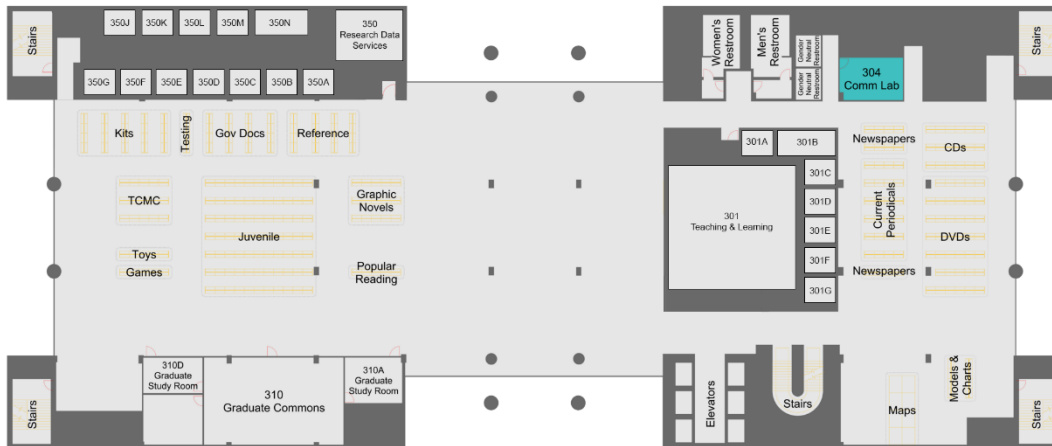 Stairs
350J
350K
350L
350M
350N
350
Research Data
Services
350G
350F
350E
350D
350C
350B
350A
Women's
Restroom
Men's
Restroom
Gender
Neutral
Restroom
Gender
Neutral
Restroom
304
Comm Lab
Stairs
Kits
Testing
Gov Docs
Reference
301A
301B
Newspapers
CDs
TCMC
Juvenile
Graphic
Novels
301
Teaching & Learning
301C
301D
301E
301F
301G
Current
Periodicals
DVDs
Toys
Games
Popular
Reading
Newspapers
Stairs
310D
Graduate
Study Room
310
Graduate Commons
310A
Graduate
Study Room
Elevators
Stairs
Maps
Models &
Charts
Stairs